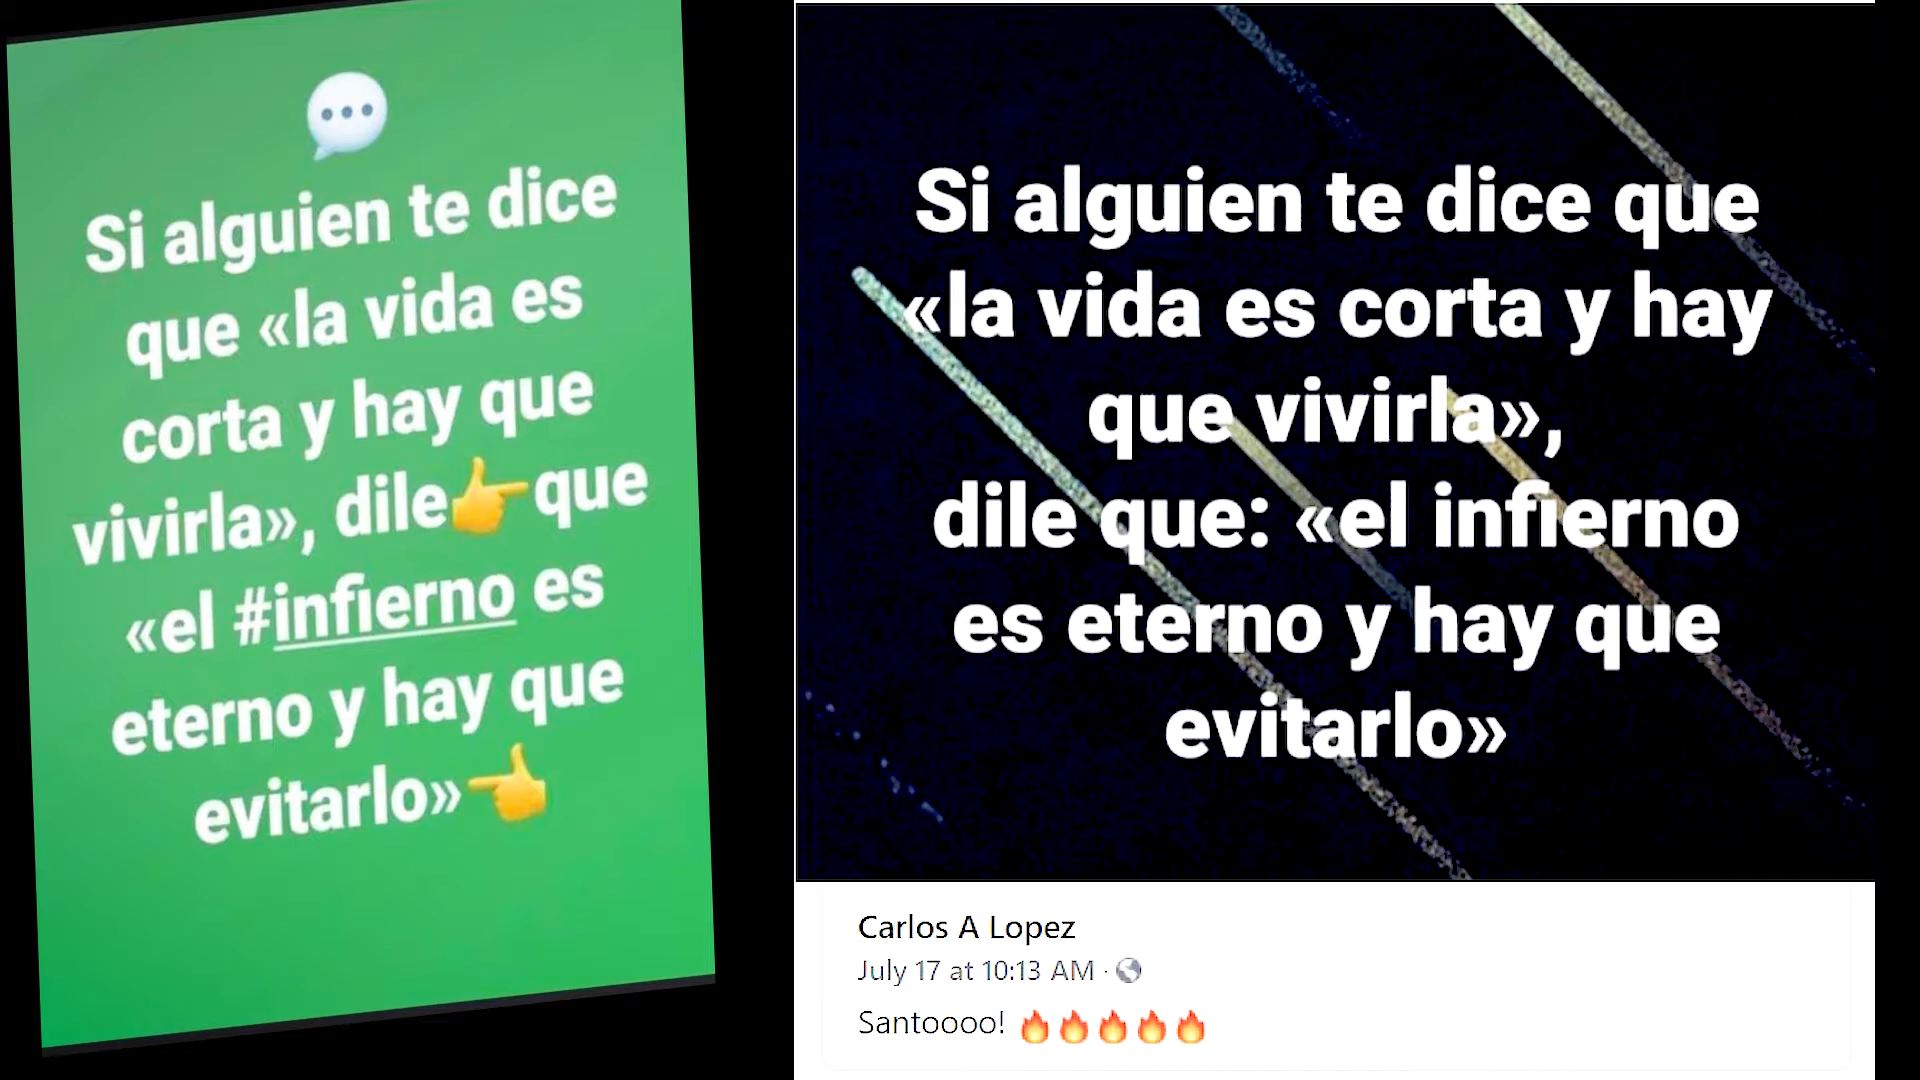 💬
Si alguien te dice
que «la vida es
corta y hay que
vivirla», dile👉que
«el #infierno es
eterno y hay que
evitarlo»👈
Si alguien te dice que
«la vida es corta y hay
que vivirla»,
dile que: «el infierno
es eterno y hay que
evitarlo»
Carlos A Lopez
July 17 at 10:13 AM ·
Santoooo! 🔥🔥🔥🔥🔥